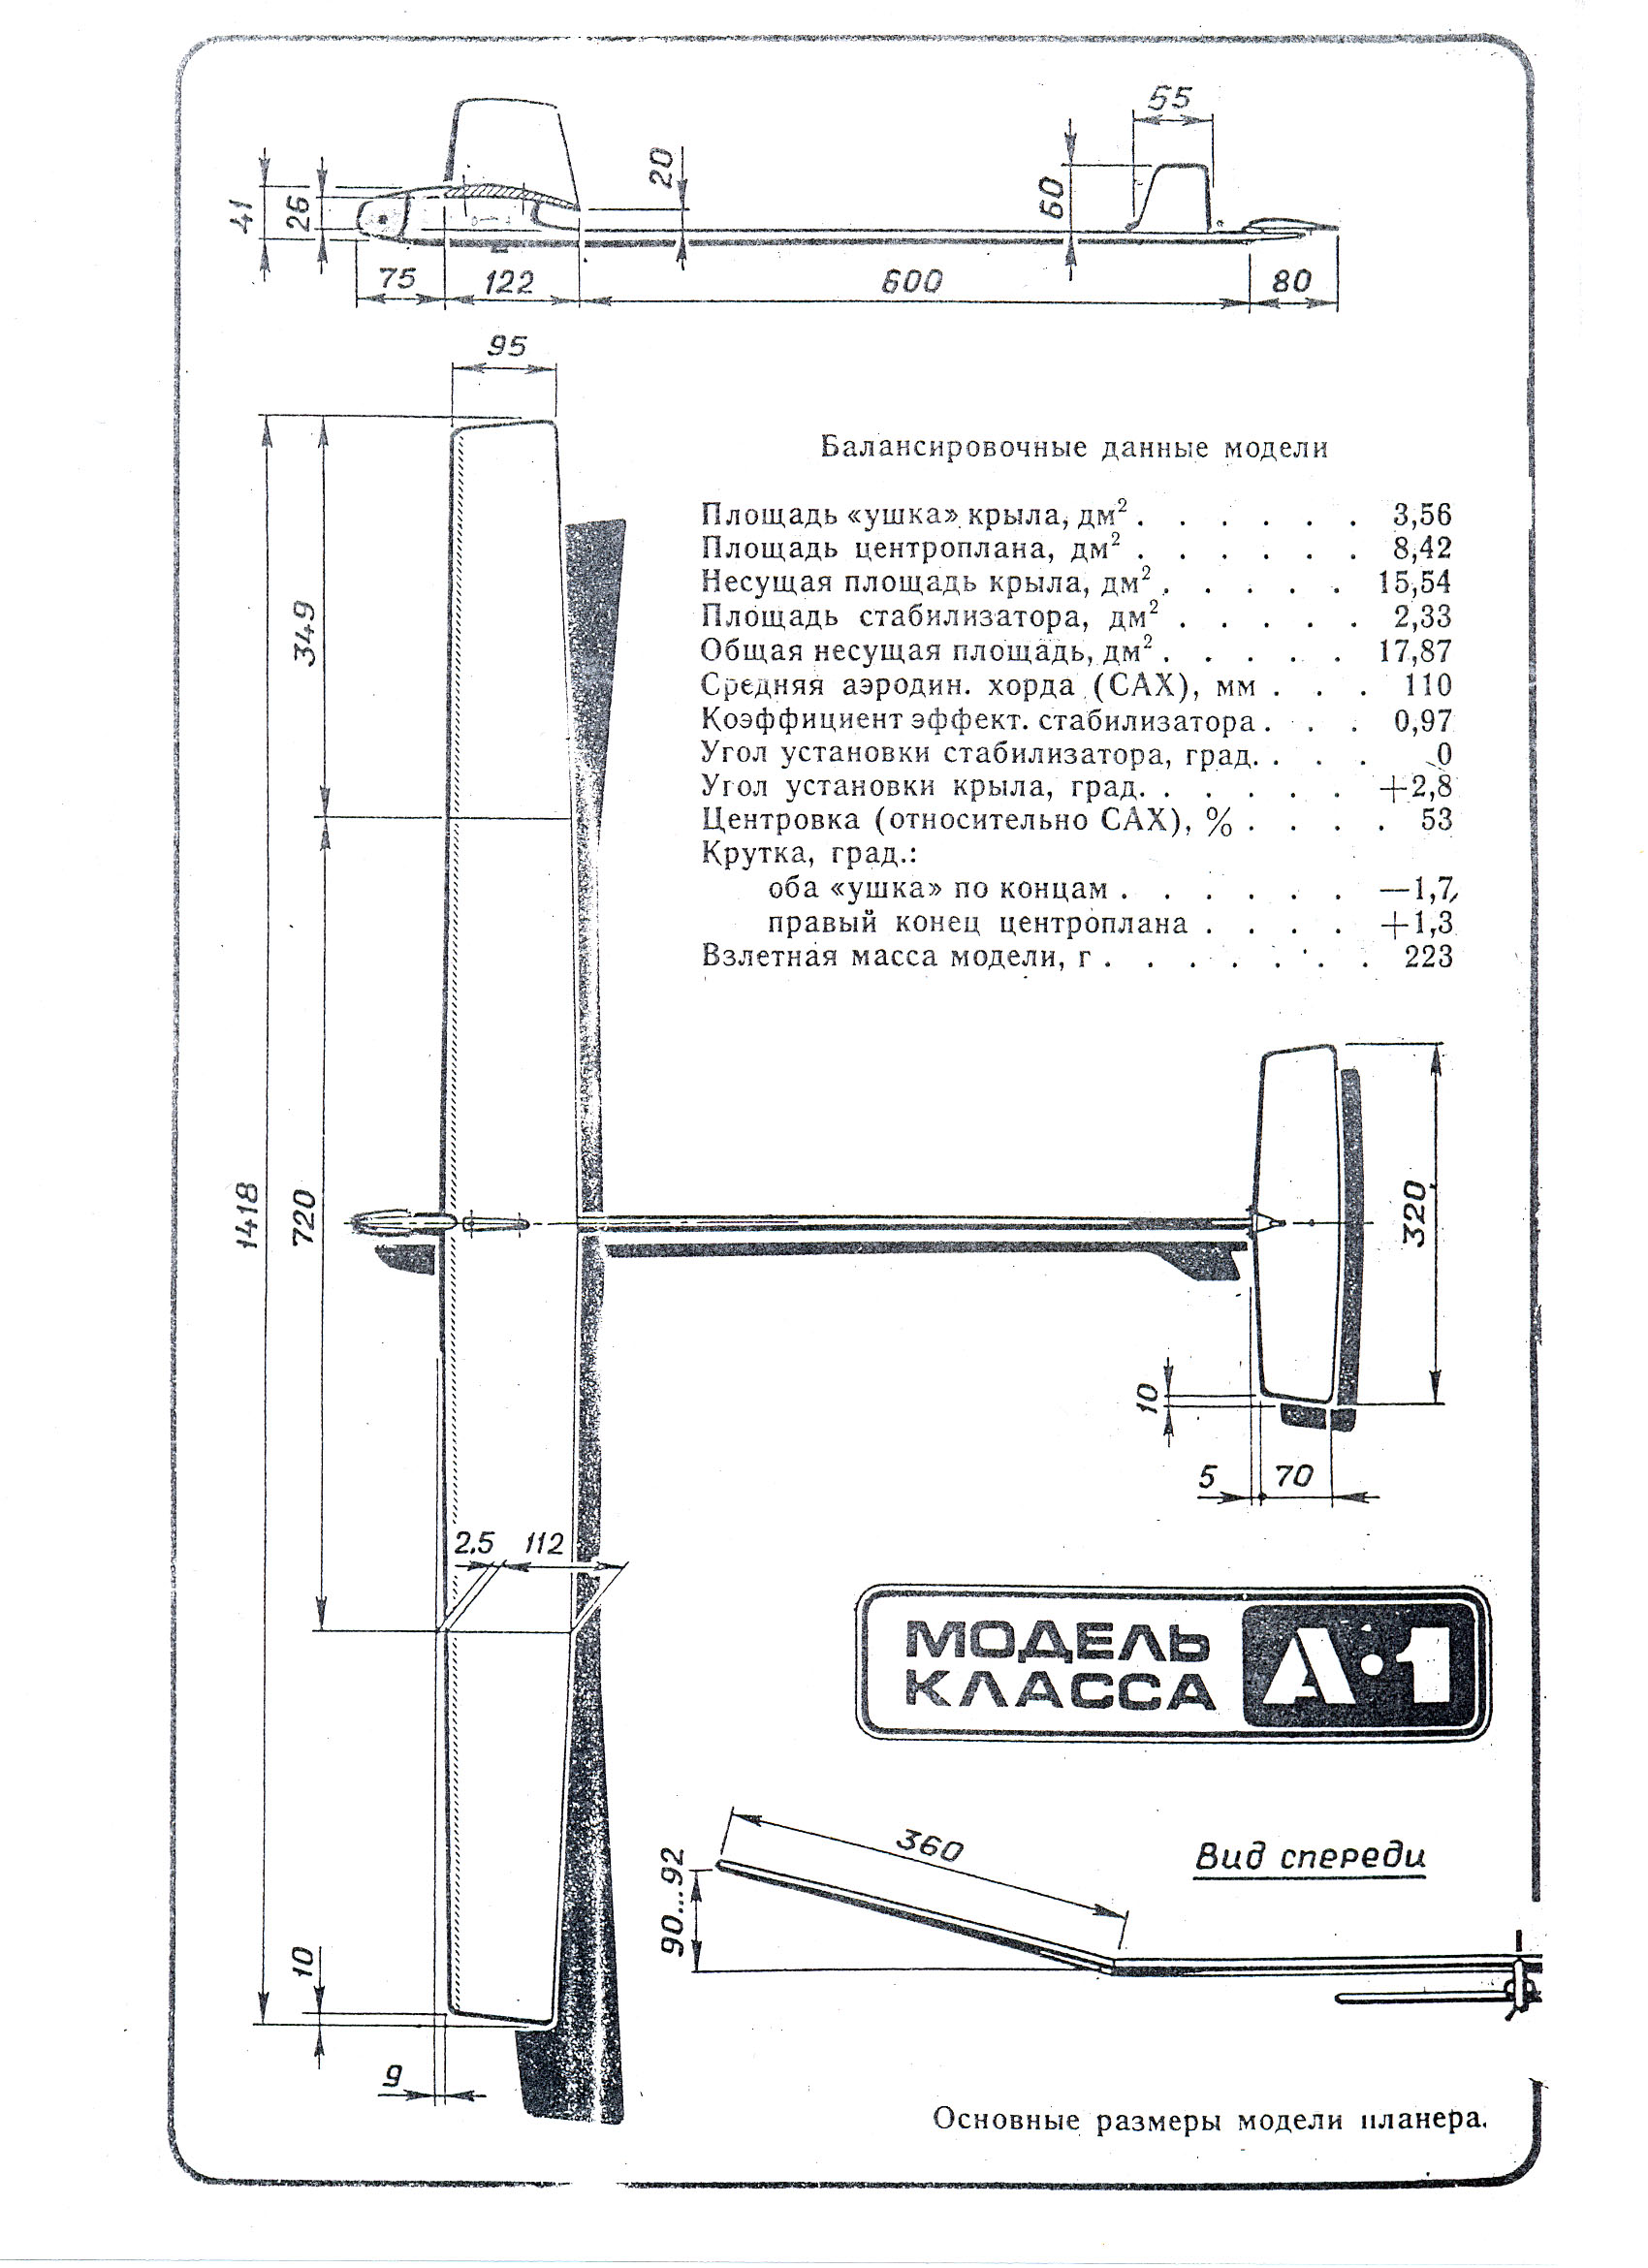 55
20
60
41
26
75
122
600
80
95
Балансировочные данные модели
Площадь «ушка» крыла, дм². . . . . . 3,56
Площадь центроплана, дм² . . . . . . 8,42
Несущая площадь крыла, дм². . . . . 15,54
Площадь стабилизатора, дм² . . . . . 2,33
Общая несущая площадь, дм². . . . . 17,87
Средняя аэродин. хорда (САХ), мм . . . 110
Коэффициент эффект. стабилизатора . . . 0,97
Угол установки стабилизатора, град. . . . 0
Угол установки крыла, град. . . . . . +2,8
Центровка (относительно САХ), % . . . . 53
Крутка, град.:
оба «ушка» по концам . . . . . . —1,7
правый конец центроплана . . . . +1,3
Взлетная масса модели, г . . . . . . . 223
349
1418
720
320
10
5
70
2.5
112
МОДЕЛЬ
КЛАССА
А·1
360
90...92
Вид спереди
10
9
Основные размеры модели планера.